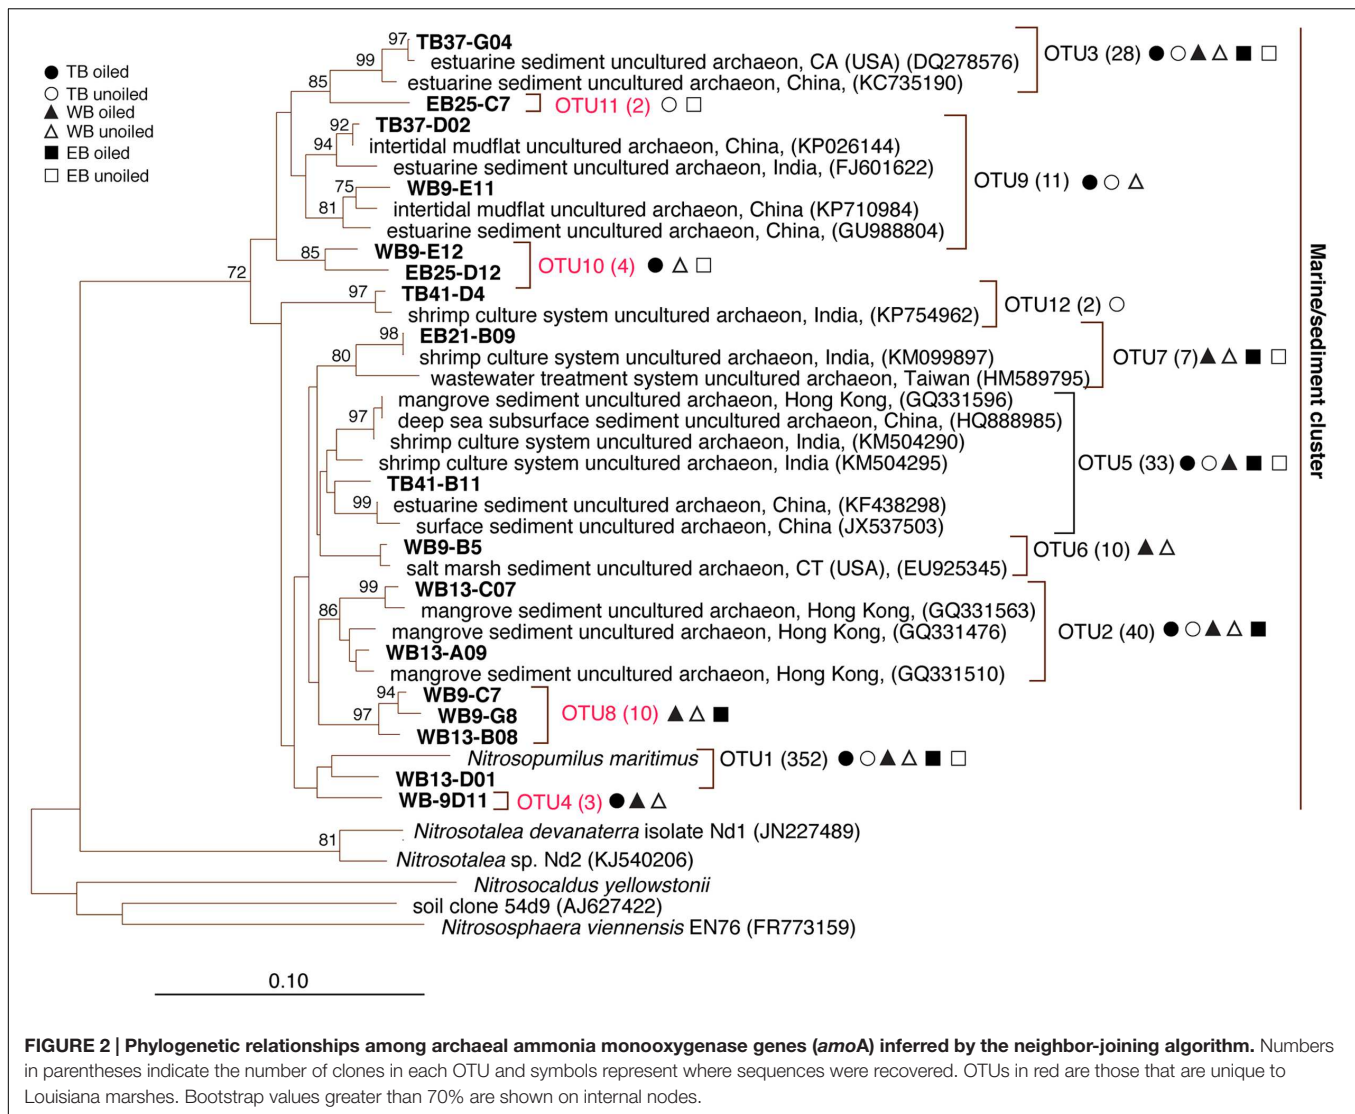 97
TB37-G04
99
estuarine sediment uncultured archaeon, CA (USA) (DQ278576)
OTU3 (28)
85
estuarine sediment uncultured archaeon, China, (KC735190)
EB25-C7
OTU11 (2)
TB oiled
TB unoiled
WB oiled
WB unoiled
EB oiled
EB unoiled
92
TB37-D02
94
intertidal mudflat uncultured archaeon, China, (KP026144)
estuarine sediment uncultured archaeon, India, (FJ601622)
OTU9 (11)
75
WB9-E11
81
intertidal mudflat uncultured archaeon, China (KP710984)
estuarine sediment uncultured archaeon, China, (GU988804)
85
WB9-E12
72
EB25-D12
OTU10 (4)
97
TB41-D4
shrimp culture system uncultured archaeon, India, (KP754962)
OTU12 (2)
98
EB21-B09
80
shrimp culture system uncultured archaeon, India, (KM099897)
OTU7 (7)
wastewater treatment system uncultured archaeon, Taiwan (HM589795)
mangrove sediment uncultured archaeon, Hong Kong, (GQ331596)
97
deep sea subsurface sediment uncultured archaeon, China, (HQ888985)
shrimp culture system uncultured archaeon, India, (KM504290)
shrimp culture system uncultured archaeon, India (KM504295)
OTU5 (33)
TB41-B11
99
estuarine sediment uncultured archaeon, China, (KF438298)
surface sediment uncultured archaeon, China (JX537503)
WB9-B5
OTU6 (10)
salt marsh sediment uncultured archaeon, CT (USA), (EU925345)
99
WB13-C07
86
mangrove sediment uncultured archaeon, Hong Kong, (GQ331563)
mangrove sediment uncultured archaeon, Hong Kong, (GQ331476)
OTU2 (40)
WB13-A09
mangrove sediment uncultured archaeon, Hong Kong, (GQ331510)
94
WB9-C7
97
WB9-G8
OTU8 (10)
WB13-B08
Nitrosopumilus maritimus
OTU1 (352)
WB13-D01
WB-9D11
OTU4 (3)
Marine/sediment cluster
81
Nitrosotalea devanaterra isolate Nd1 (JN227489)
Nitrosotalea sp. Nd2 (KJ540206)
Nitrosocaldus yellowstonii
soil clone 54d9 (AJ627422)
Nitrososphaera viennensis EN76 (FR773159)
0.10
FIGURE 2 | Phylogenetic relationships among archaeal ammonia monooxygenase genes (amoA) inferred by the neighbor-joining algorithm. Numbers
in parentheses indicate the number of clones in each OTU and symbols represent where sequences were recovered. OTUs in red are those that are unique to
Louisiana marshes. Bootstrap values greater than 70% are shown on internal nodes.